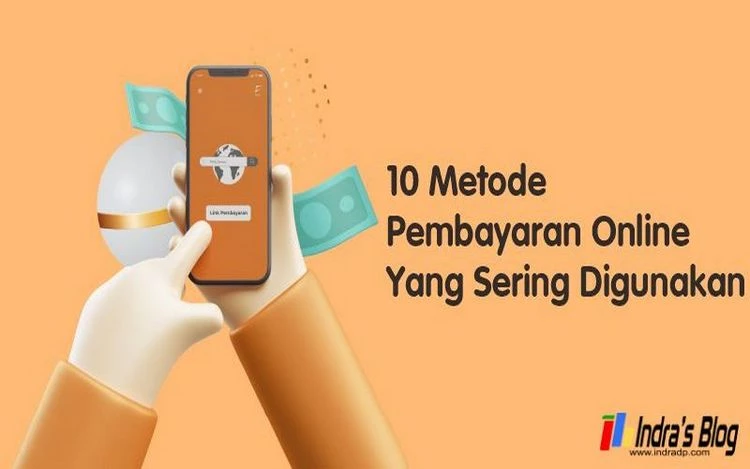 Link Pembayaran
10 Metode
Pembayaran Online
Yang Sering Digunakan
Indra's Blog
www.indradp.com